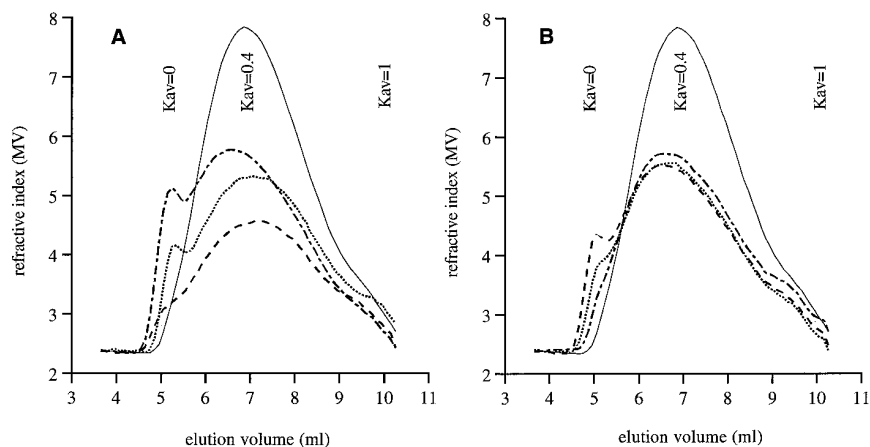 A
Kav=0
Kav=0.4
Kav=1
8
7
6
5
4
3
2
refractive index (MV)
3 4 5 6 7 8 9 10 11
elution volume (ml)
B
Kav=0
Kav=0.4
Kav=1
8
7
6
5
4
3
2
refractive index (MV)
3 4 5 6 7 8 9 10 11
elution volume (ml)